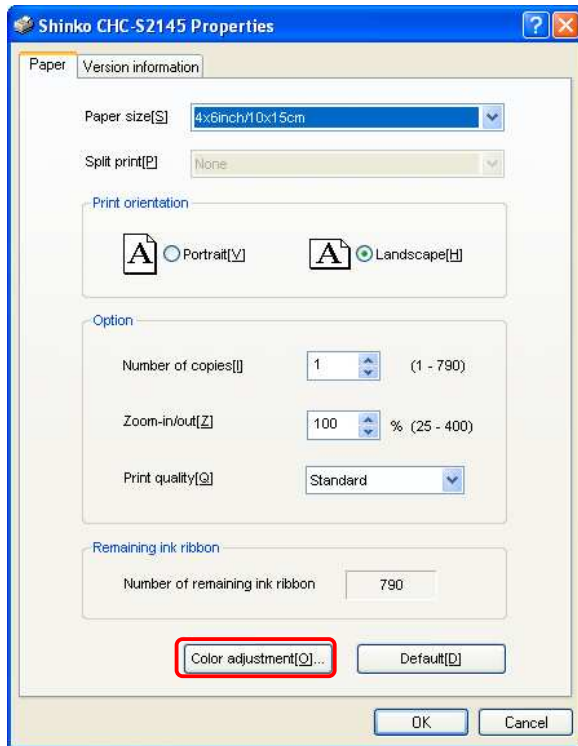 Shinko CHC-S2145 Properties
Paper Version information
Paper size[S] 4x6inch/10x15cm
Split print[P] None
Print orientation
A Portrait[V] A Landscape[H]
Option
Number of copies[I] 1 (1 - 790)
Zoom-in/out[Z] 100 % (25 - 400)
Print quality[Q] Standard
Remaining ink ribbon
Number of remaining ink ribbon 790
Color adjustment[O]... Default[D]
OK Cancel